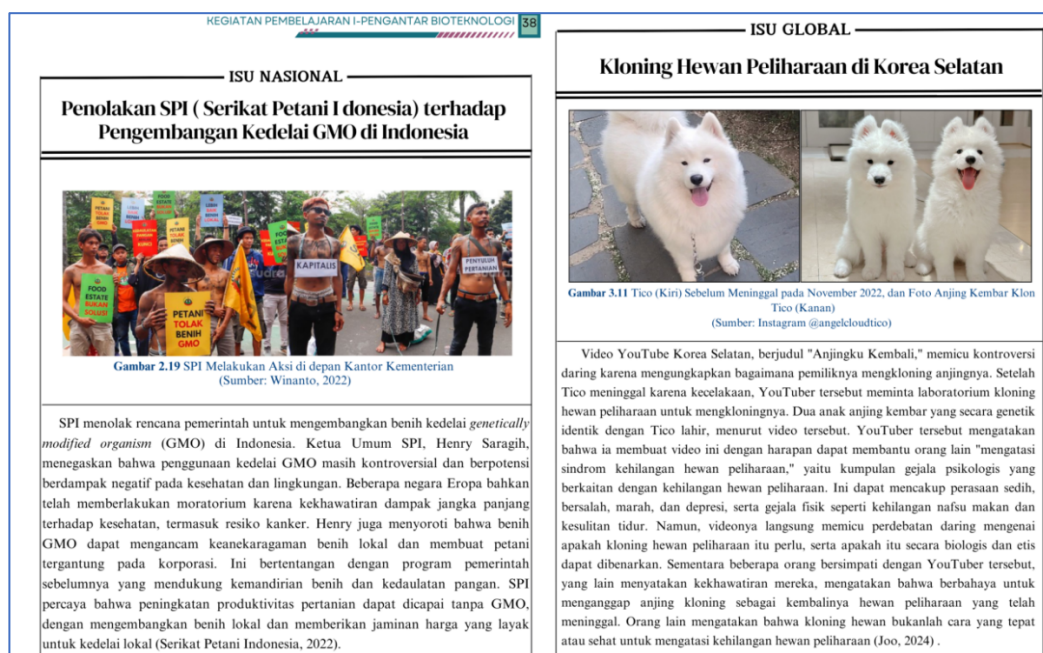 KEGIATAN PEMBELAJARAN I-PENGANTAR BIOTEKNOLOGI 38
ISU NASIONAL
Penolakan SPI ( Serikat Petani I donesia) terhadap
Pengembangan Kedelai GMO di Indonesia
PETANI
TOLAK
BENIH
GMO
FOOD
ESTATE
BUKAN
SOLUSI
PETANI
TOLAK
BENIH
GMO
KAPITALIS
PENYULUH
PERTANIAN
Gambar 2.19 SPI Melakukan Aksi di depan Kantor Kementerian
(Sumber: Winanto, 2022)
SPI menolak rencana pemerintah untuk mengembangkan benih kedelai genetically
modified organism (GMO) di Indonesia. Ketua Umum SPI, Henry Saragih,
menegaskan bahwa penggunaan kedelai GMO masih kontroversial dan berpotensi
berdampak negatif pada kesehatan dan lingkungan. Beberapa negara Eropa bahkan
telah memberlakukan moratorium karena kekhawatiran dampak jangka panjang
terhadap kesehatan, termasuk resiko kanker. Henry juga menyoroti bahwa benih
GMO dapat mengancam keanekaragaman benih lokal dan membuat petani
tergantung pada korporasi. Ini bertentangan dengan program pemerintah
sebelumnya yang mendukung kemandirian benih dan kedaulatan pangan. SPI
percaya bahwa peningkatan produktivitas pertanian dapat dicapai tanpa GMO,
dengan mengembangkan benih lokal dan memberikan jaminan harga yang layak
untuk kedelai lokal (Serikat Petani Indonesia, 2022).
ISU GLOBAL
Kloning Hewan Peliharaan di Korea Selatan
Gambar 3.11 Tico (Kiri) Sebelum Meninggal pada November 2022, dan Foto Anjing Kembar Klon
Tico (Kanan)
(Sumber: Instagram @angelcloudtico)
Video YouTube Korea Selatan, berjudul "Anjingku Kembali," memicu kontroversi
daring karena mengungkapkan bagaimana pemiliknya mengkloning anjingnya. Setelah
Tico meninggal karena kecelakaan, YouTuber tersebut meminta laboratorium kloning
hewan peliharaan untuk mengkloningnya. Dua anak anjing kembar yang secara genetik
identik dengan Tico lahir, menurut video tersebut. YouTuber tersebut mengatakan
bahwa ia membuat video ini dengan harapan dapat membantu orang lain "mengatasi
sindrom kehilangan hewan peliharaan," yaitu kumpulan gejala psikologis yang
berkaitan dengan kehilangan hewan peliharaan. Ini dapat mencakup perasaan sedih,
bersalah, marah, dan depresi, serta gejala fisik seperti kehilangan nafsu makan dan
kesulitan tidur. Namun, videonya langsung memicu perdebatan daring mengenai
apakah kloning hewan peliharaan itu perlu, serta apakah itu secara biologis dan etis
dapat dibenarkan. Sementara beberapa orang bersimpati dengan YouTuber tersebut,
yang lain menyatakan kekhawatiran mereka, mengatakan bahwa berbahaya untuk
menganggap anjing kloning sebagai kembalinya hewan peliharaan yang telah
meninggal. Orang lain mengatakan bahwa kloning hewan bukanlah cara yang tepat
atau sehat untuk mengatasi kehilangan hewan peliharaan (Joo, 2024) .